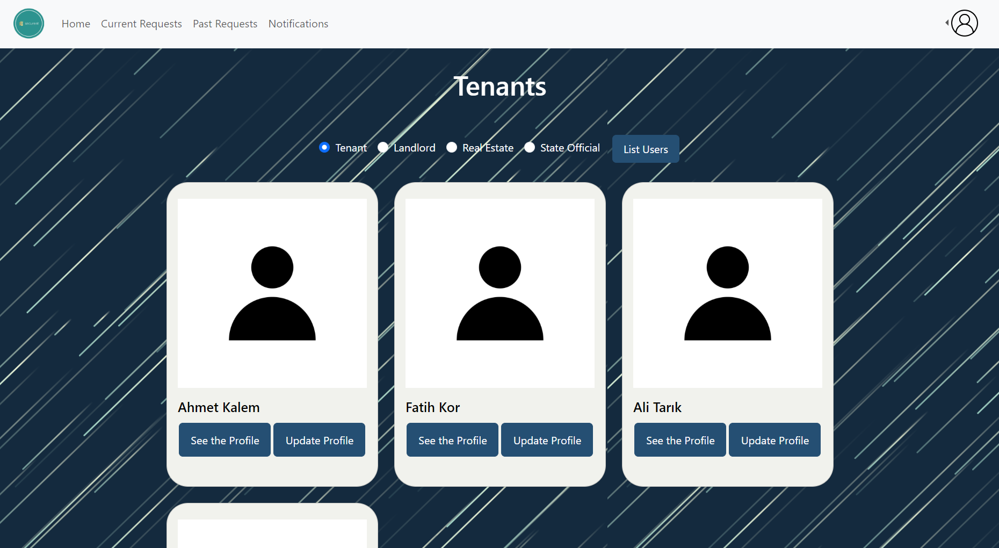 securent
Home Current Requests Past Requests Notifications
Tenants
Tenant Landlord Real Estate State Official List Users
Ahmet Kalem
See the Profile Update Profile
Fatih Kor
See the Profile Update Profile
Ali Tarık
See the Profile Update Profile